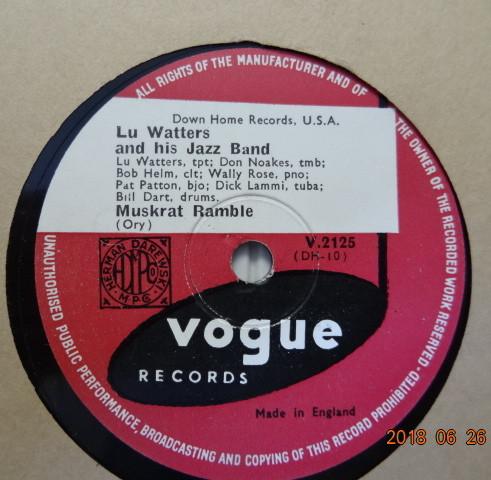 ALL RIGHTS OF THE MANUFACTURER AND OF
THE OWNER OF THE RECORDED WORK RESERVED -
Down Home Records, U.S.A.
Lu Watters
and his Jazz Band
Lu Watters, tpt; Don Noakes, tmb;
Bob Helm, clt; Wally Rose, pno;
Pat Patton, bjo; Dick Lammi, tuba;
Bill Dart, drums.
Muskrat Ramble
(Ory)
V.2125
(DH-10)
HERMAN DAREWSKI
M.P.C.
vogue
RECORDS
Made in England
UNAUTHORISED PUBLIC PERFORMANCE, BROADCASTING AND COPYING OF THIS RECORD PROHIBITED -
2018 06 26